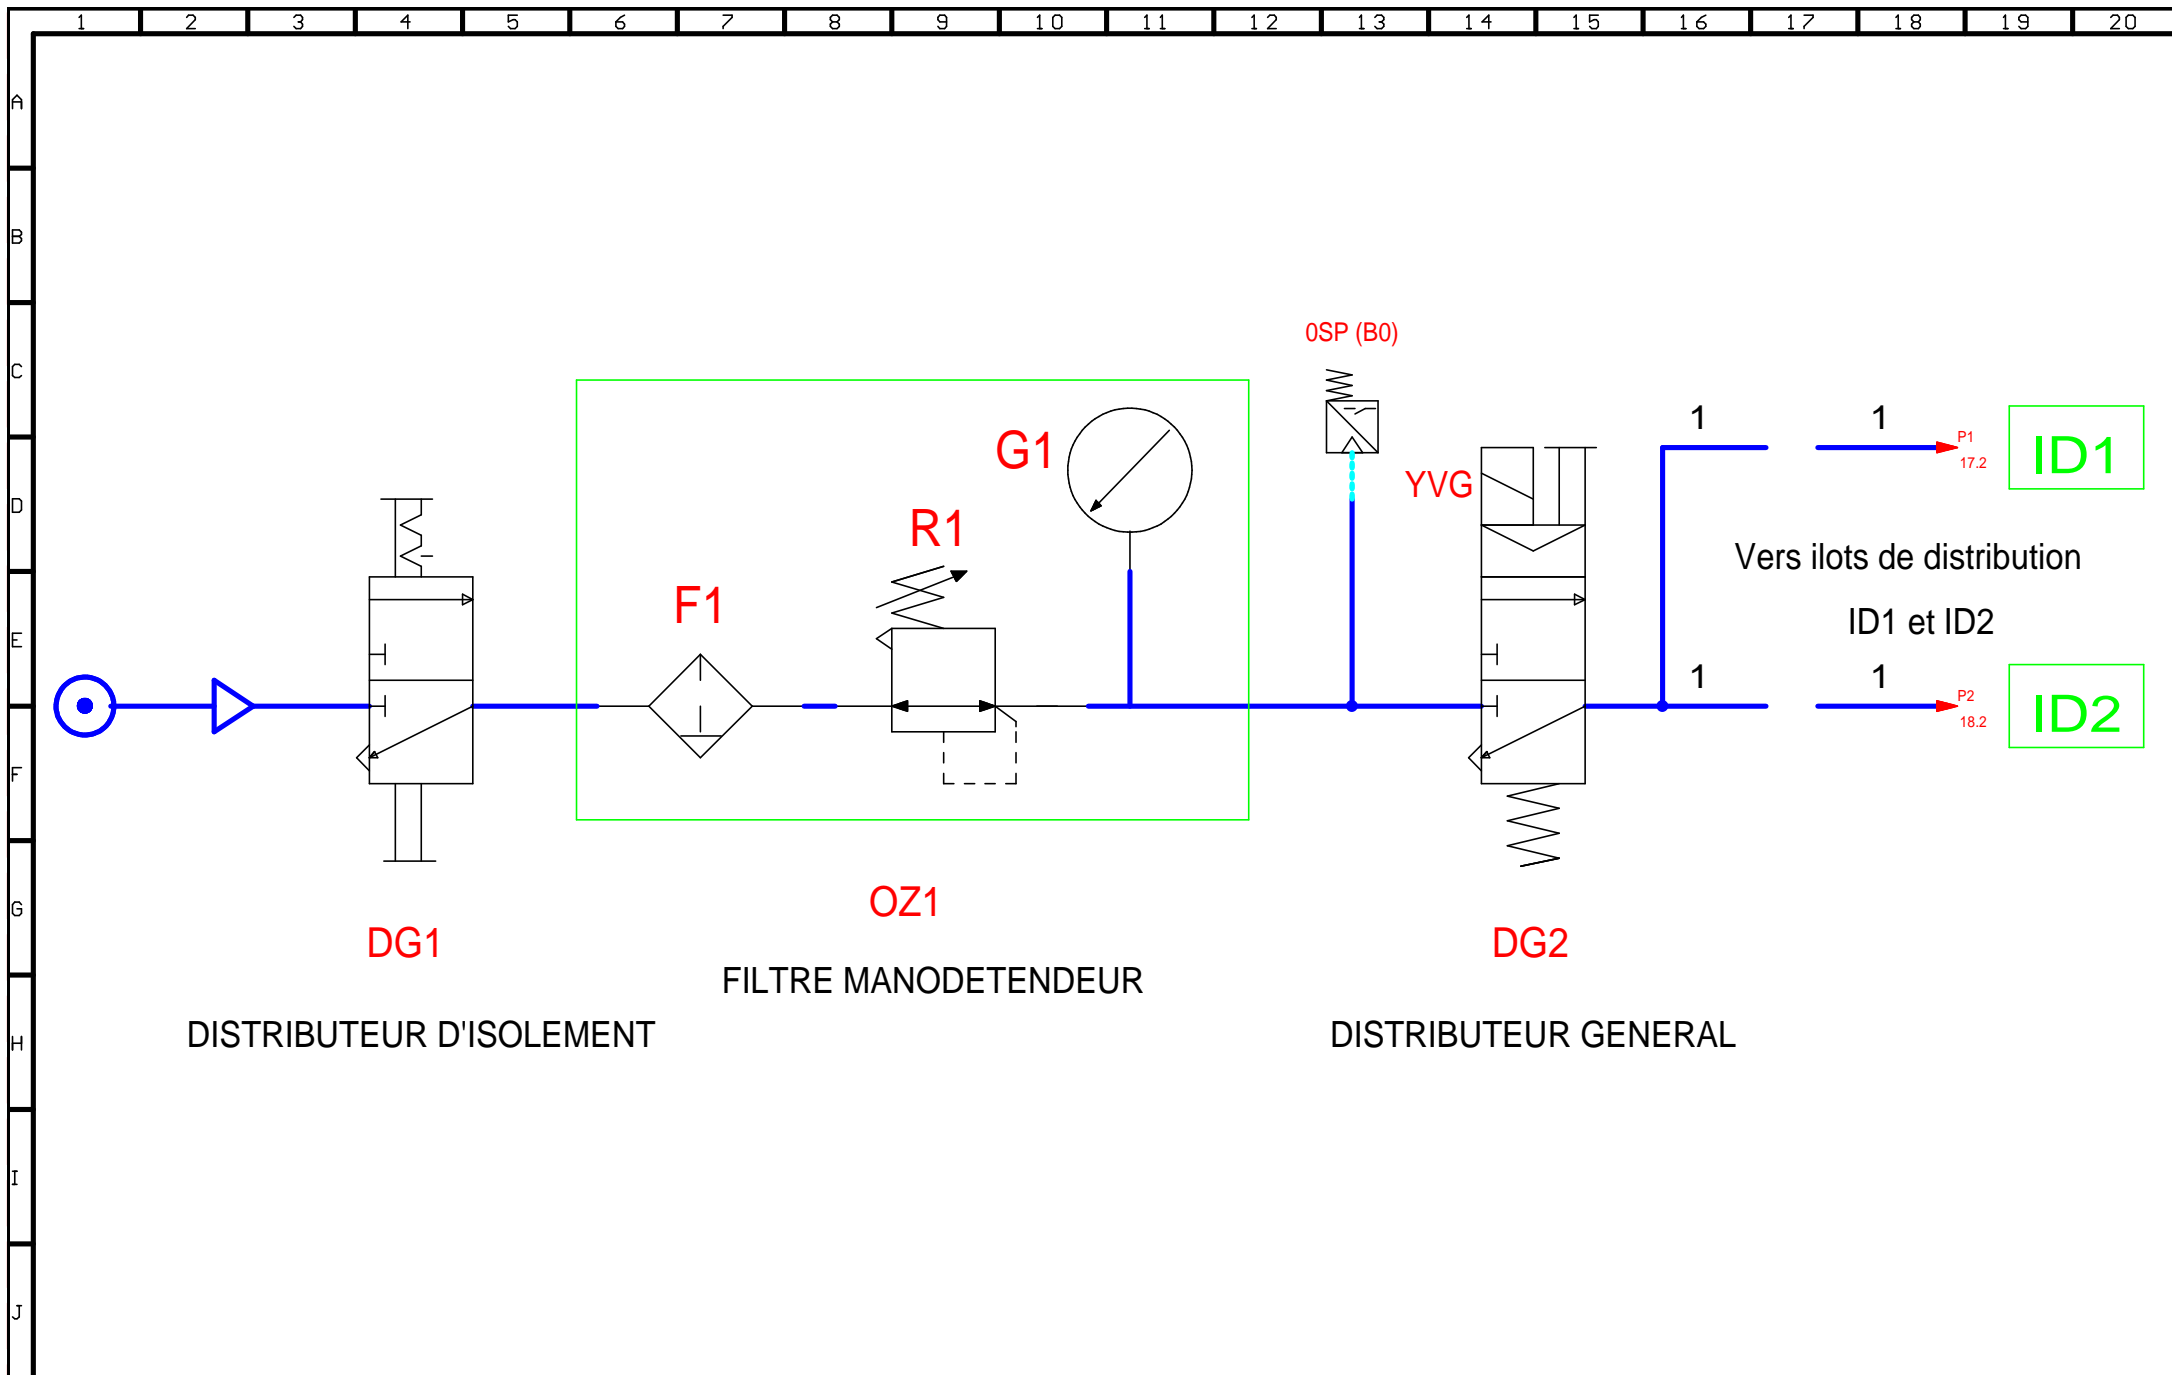 1 2 3 4 5 6 7 8 9 10 11 12 13 14 15 16 17 18 19 20
A
B
C
D
E
F
G
H
I
J
0SP (B0)
G1
YVG
1 1
P1
17.2
ID1
R1
F1
Vers ilots de distribution
ID1 et ID2
1 1
P2
18.2
ID2
OZ1
DG1
DG2
FILTRE MANODETENDEUR
DISTRIBUTEUR D'ISOLEMENT
DISTRIBUTEUR GENERAL